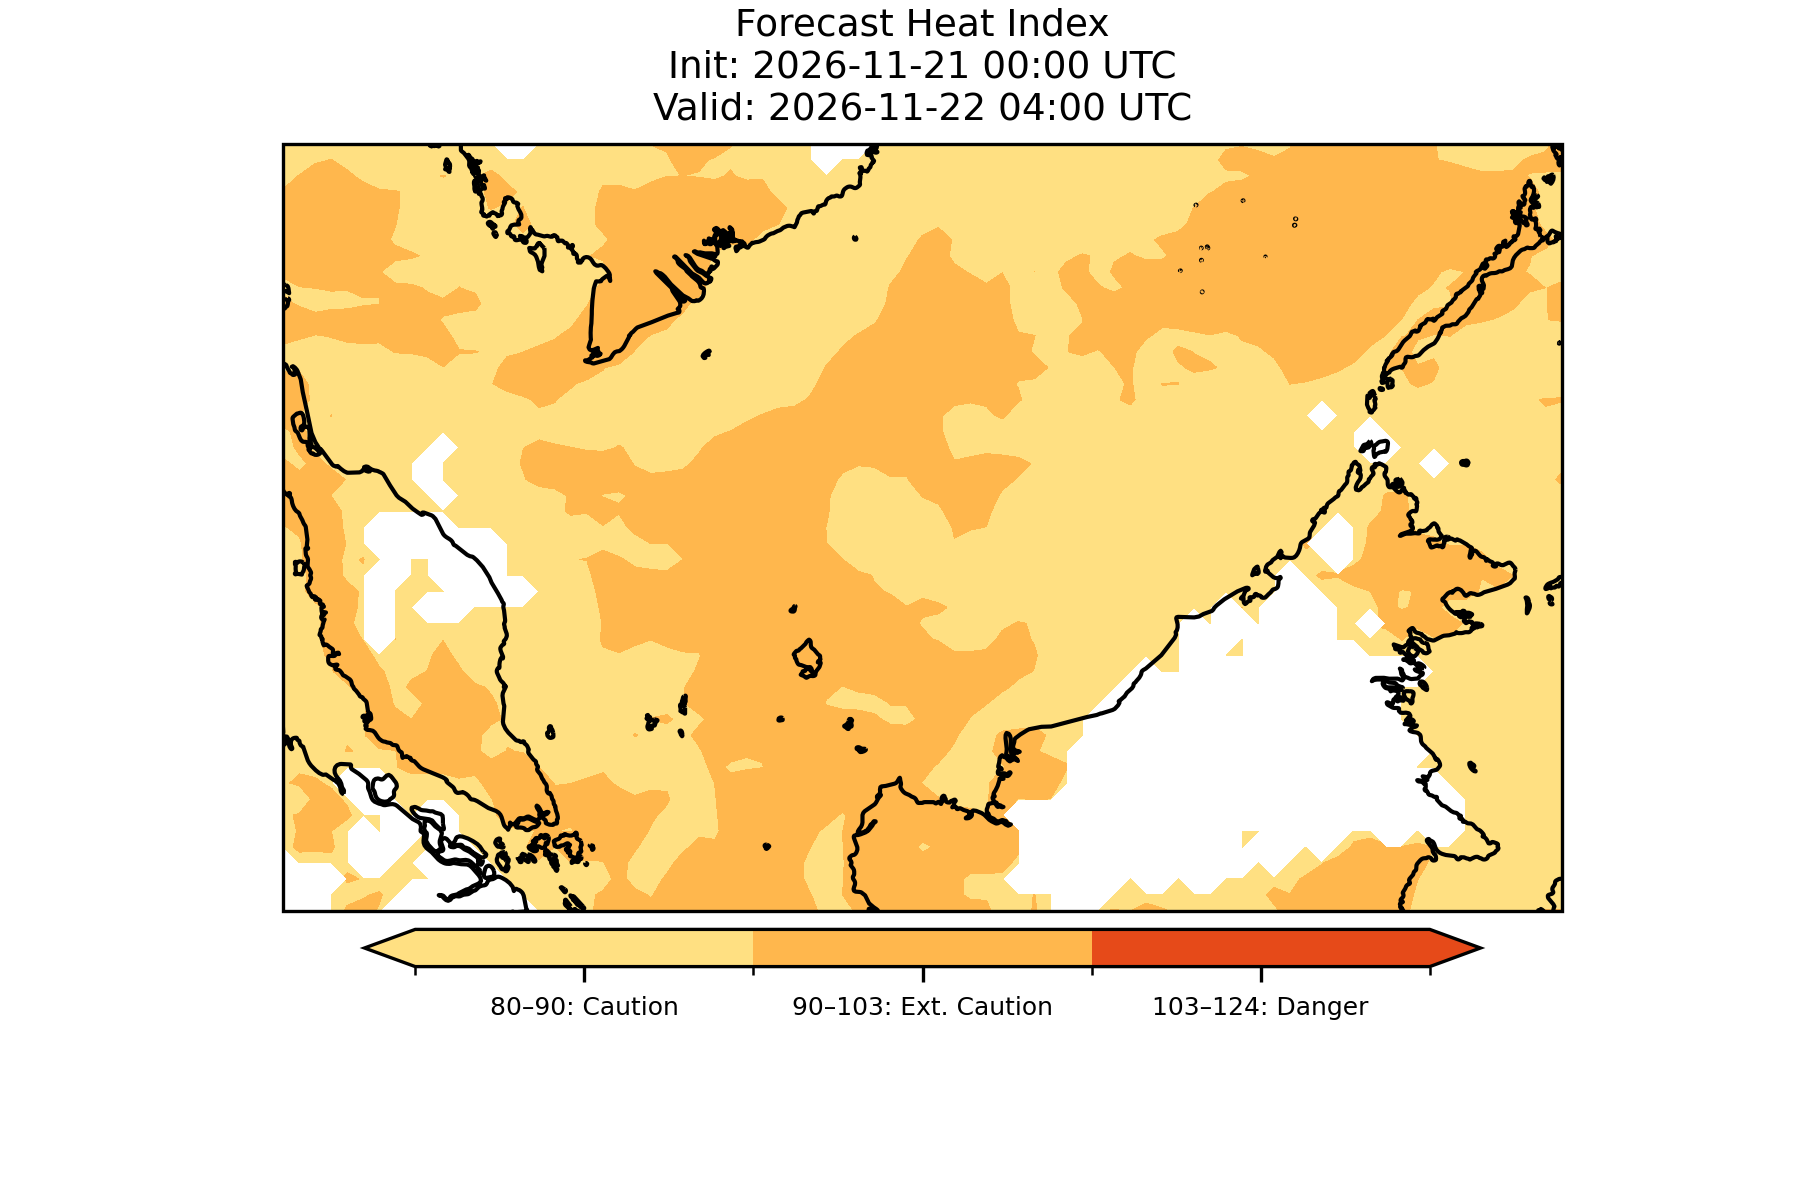 Forecast Heat Index
Init: 2026-11-21 00:00 UTC
Valid: 2026-11-22 04:00 UTC
80–90: Caution
90–103: Ext. Caution
103–124: Danger